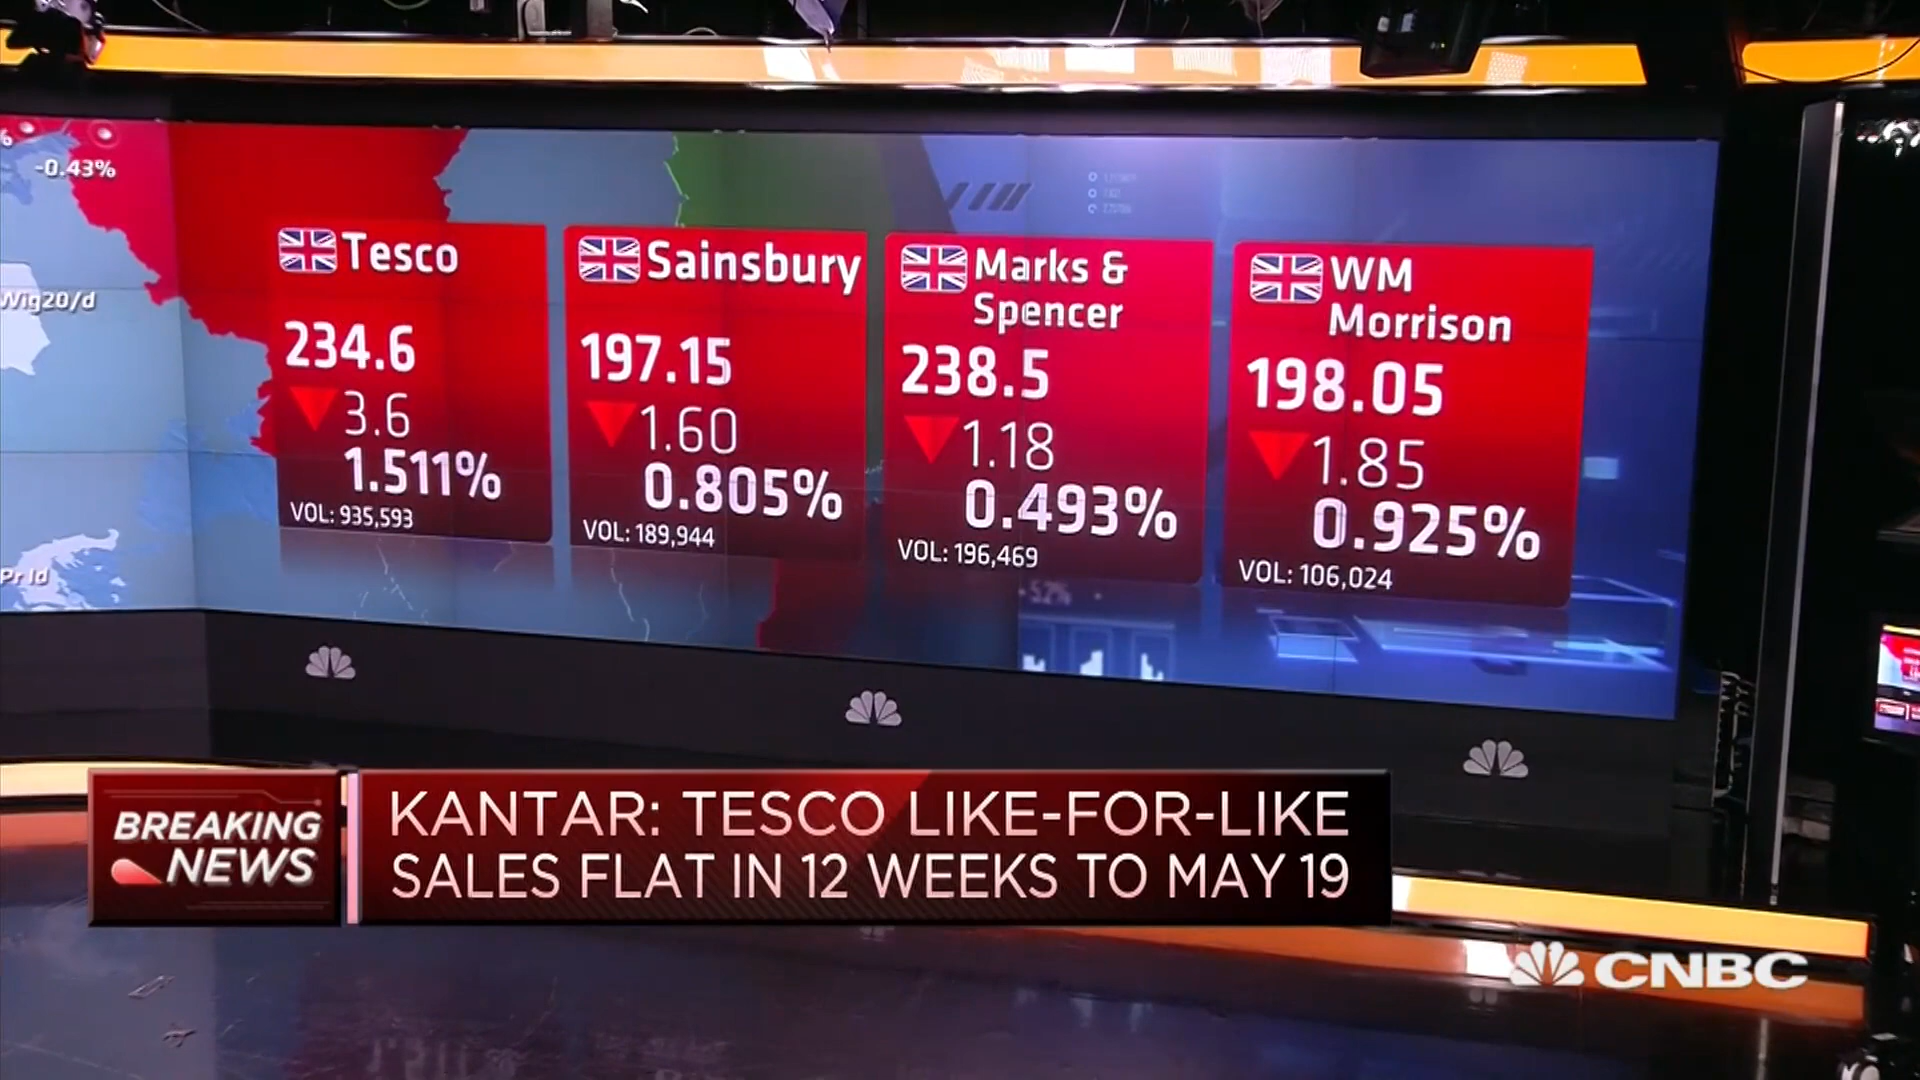 -0.43%
Wig20/d
Pr Id
Tesco
234.6
3.6
1.511%
VOL: 935,593
Sainsbury
197.15
1.60
0.805%
VOL: 189,944
Marks &
Spencer
238.5
1.18
0.493%
VOL: 196,469
WM
Morrison
198.05
1.85
0.925%
VOL: 106,024
BREAKING
NEWS
KANTAR: TESCO LIKE-FOR-LIKE
SALES FLAT IN 12 WEEKS TO MAY 19
CNBC